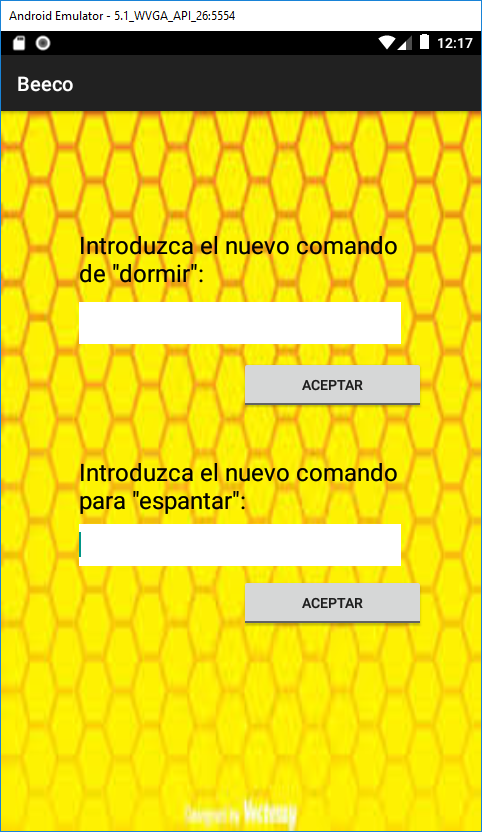 Android Emulator - 5.1_WVGA_API_26:5554
12:17
Beeco
Introduzca el nuevo comando
de "dormir":
ACEPTAR
Introduzca el nuevo comando
para "espantar":
ACEPTAR
Designed by Vecteezy